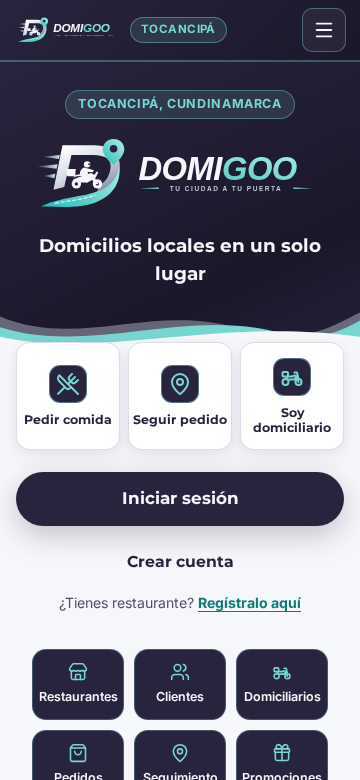 DOMIGOO
TOCANCIPÁ
TOCANCIPÁ, CUNDINAMARCA
DOMIGOO
TU CIUDAD A TU PUERTA
Domicilios locales en un solo
lugar
Pedir comida
Seguir pedido
Soy
domiciliario
Iniciar sesión
Crear cuenta
¿Tienes restaurante? Regístralo aquí
Restaurantes
Clientes
Domiciliarios
Pedidos
Seguimiento
Promociones